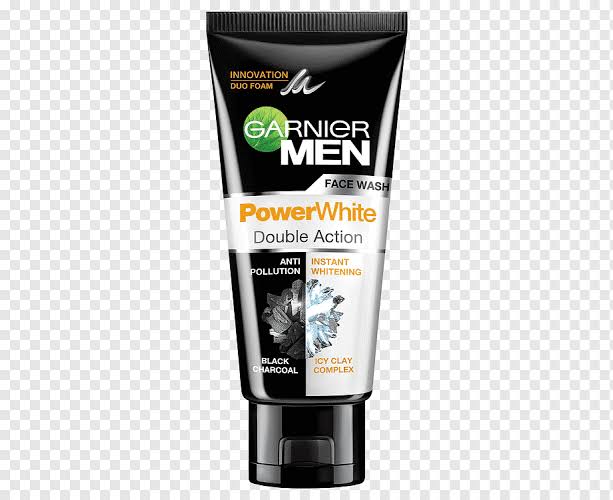 INNOVATION
DUO FOAM
GARNIER
MEN
FACE WASH
PowerWhite
Double Action
ANTI
POLLUTION
INSTANT
WHITENING
BLACK
CHARCOAL
ICY CLAY
COMPLEX